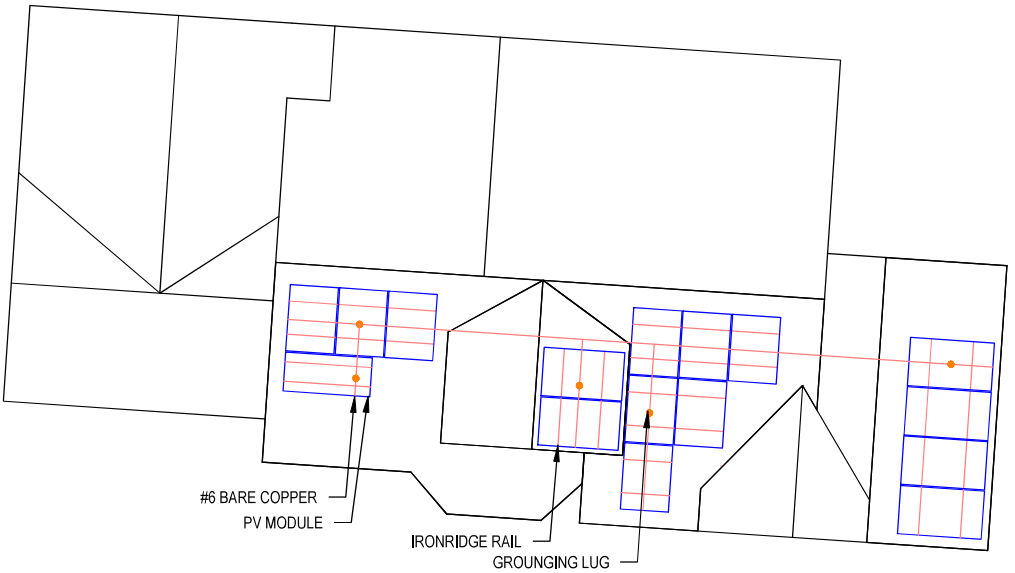 #6 BARE COPPER
PV MODULE
IRONRIDGE RAIL
GROUNGING LUG